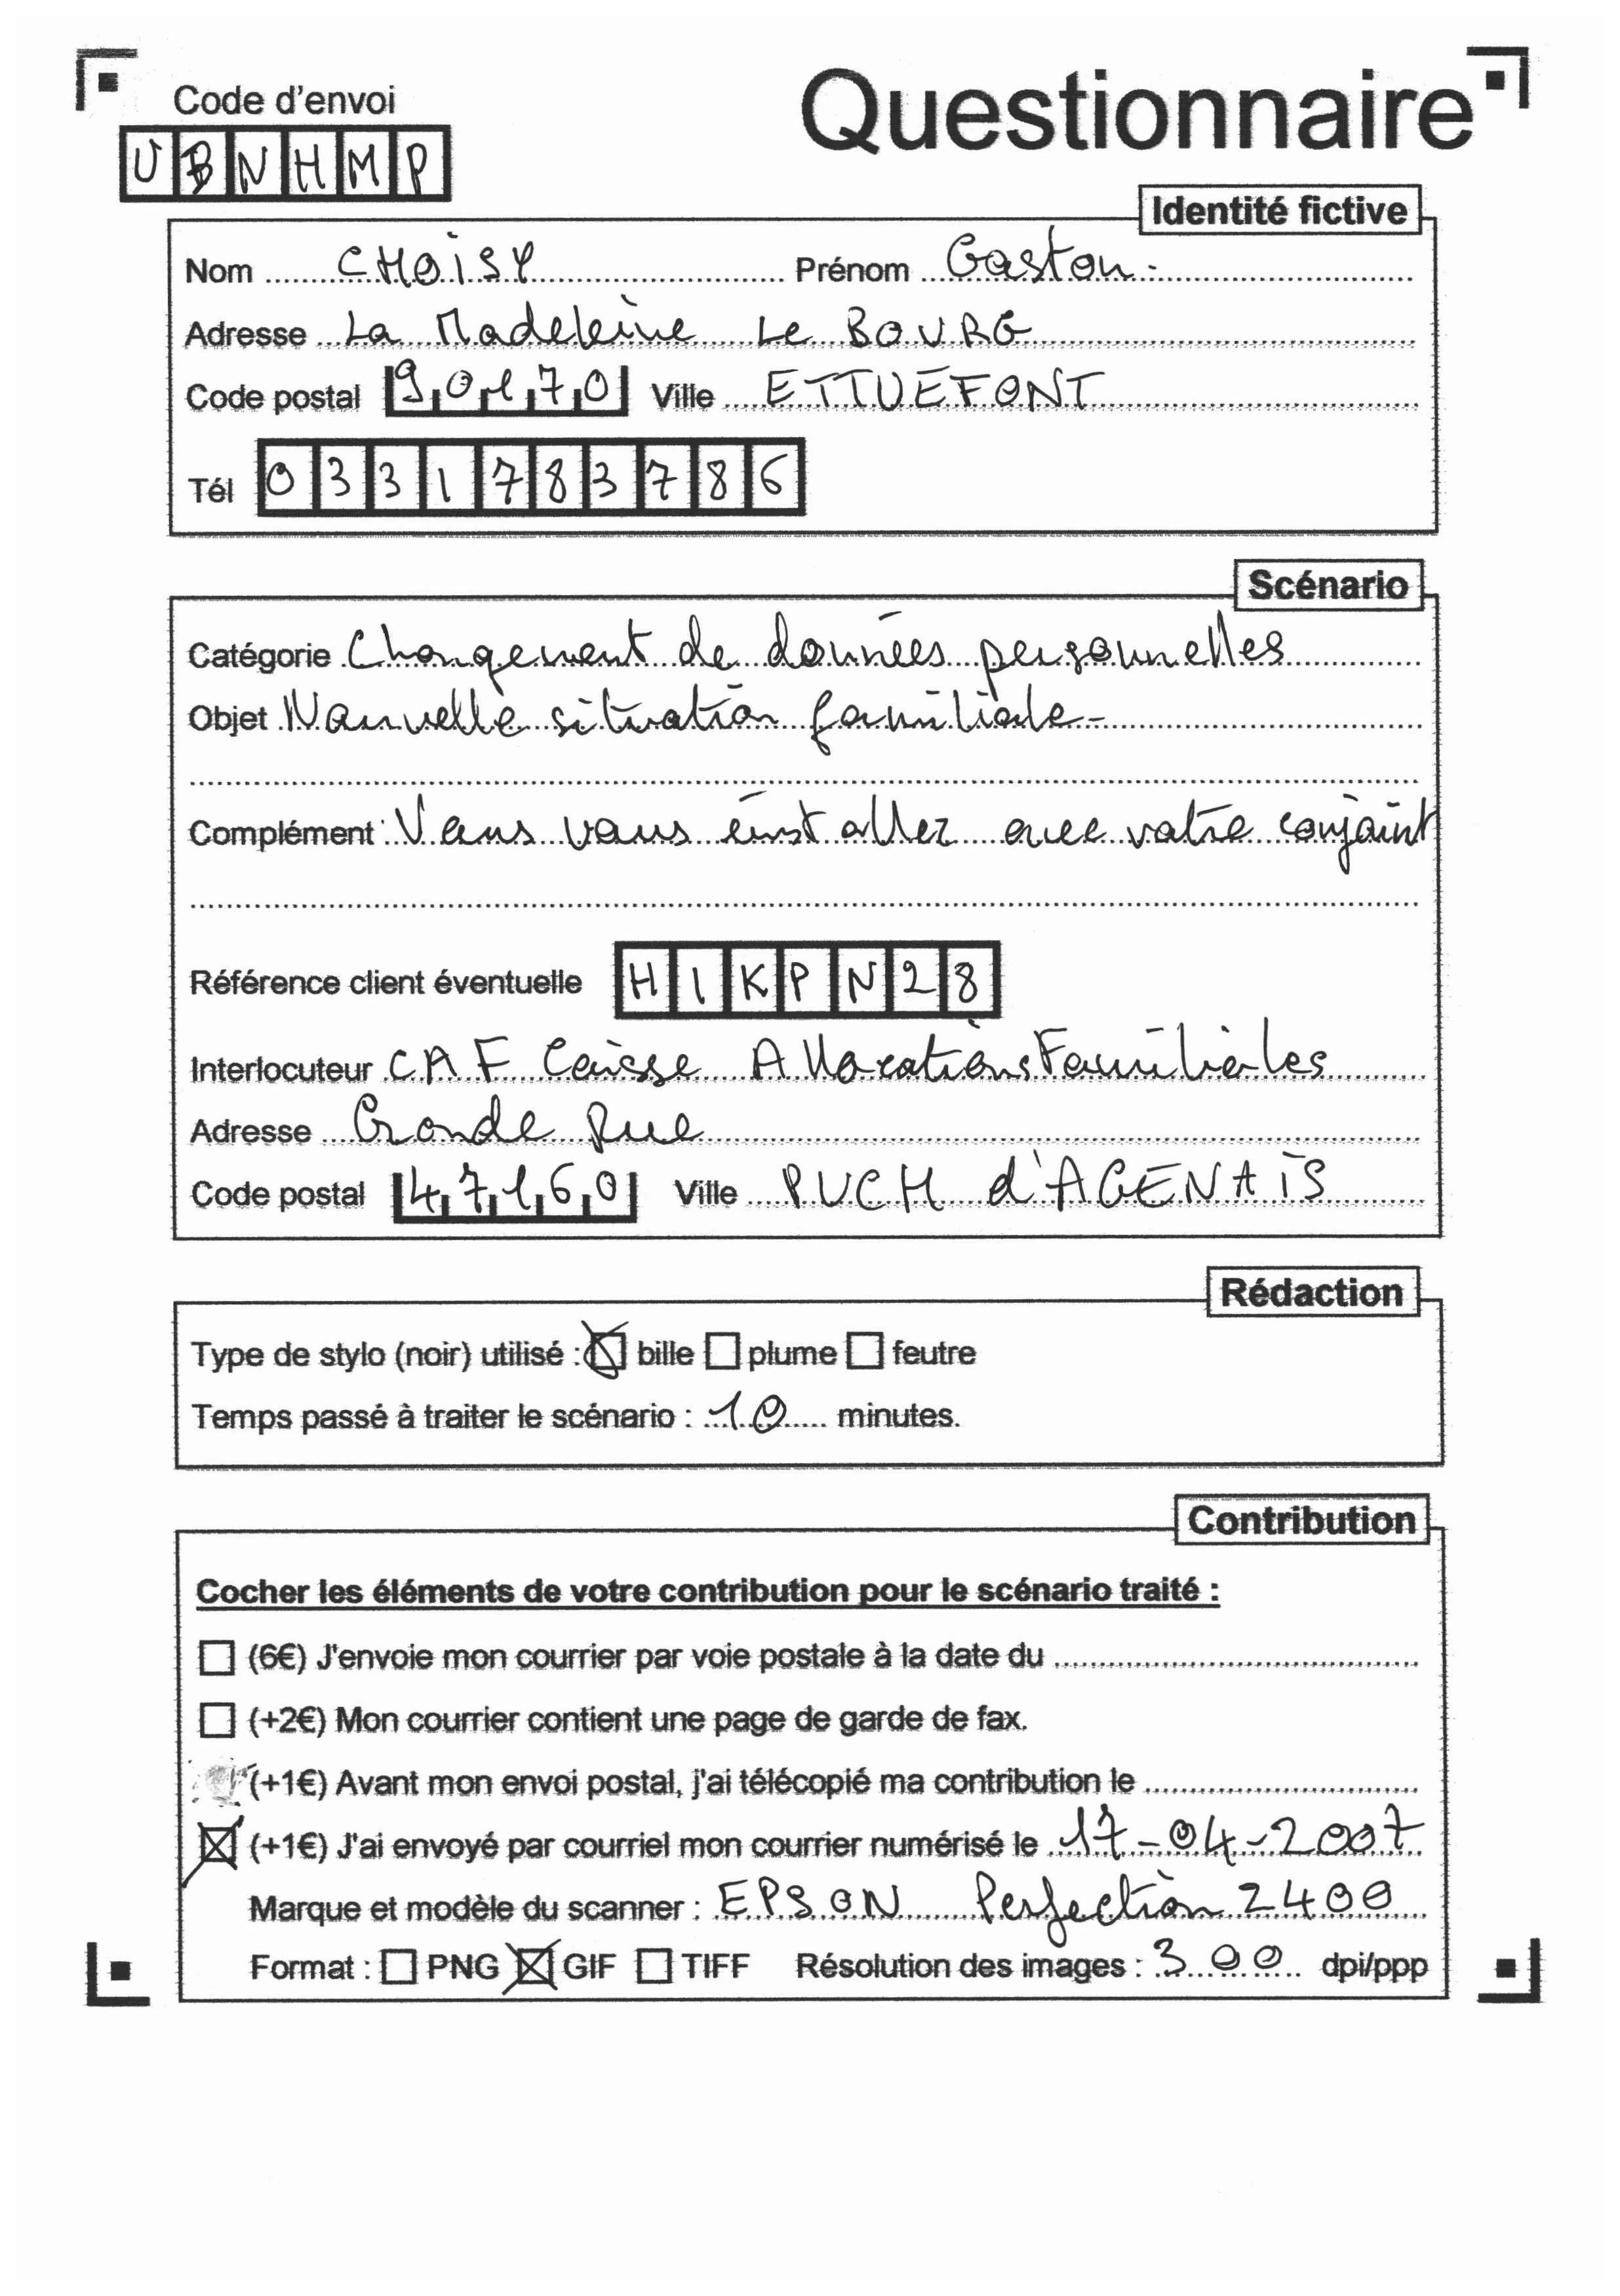 Code d'envoi
Questionnaire
UBNHMP
Identité fictive
Nom CHOISY Prénom Gaston.
Adresse La Madeleine Le BOURG
Code postal 90170 Ville ETTUEFONT
Tél 0331783786
Scénario
Catégorie Changement de données personnelles
Objet Nouvelle situation familiale-
Complément : Vous vous installez avec votre conjoint
Référence client éventuelle HIKPN28
Interlocuteur CAF Caisse Allocations Familiales
Adresse Grande Rue
Code postal 47160 Ville PUCH d'AGENAIS
Rédaction
Type de stylo (noir) utilisé : bille plume feutre
Temps passé à traiter le scénario : 10 minutes.
Contribution
Cocher les éléments de votre contribution pour le scénario traité :
(6€) J'envoie mon courrier par voie postale à la date du
(+2€) Mon courrier contient une page de garde de fax.
(+1€) Avant mon envoi postal, j'ai télécopié ma contribution le
(+1€) J'ai envoyé par courriel mon courrier numérisé le 17-04-2007
Marque et modèle du scanner : EPSON Perfection 2400
Format : PNG GIF TIFF Résolution des images : 300 dpi/ppp